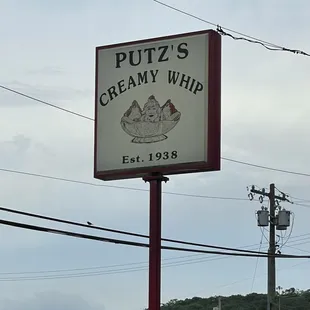 PUTZ'S
CREAMY WHIP
Est. 1938